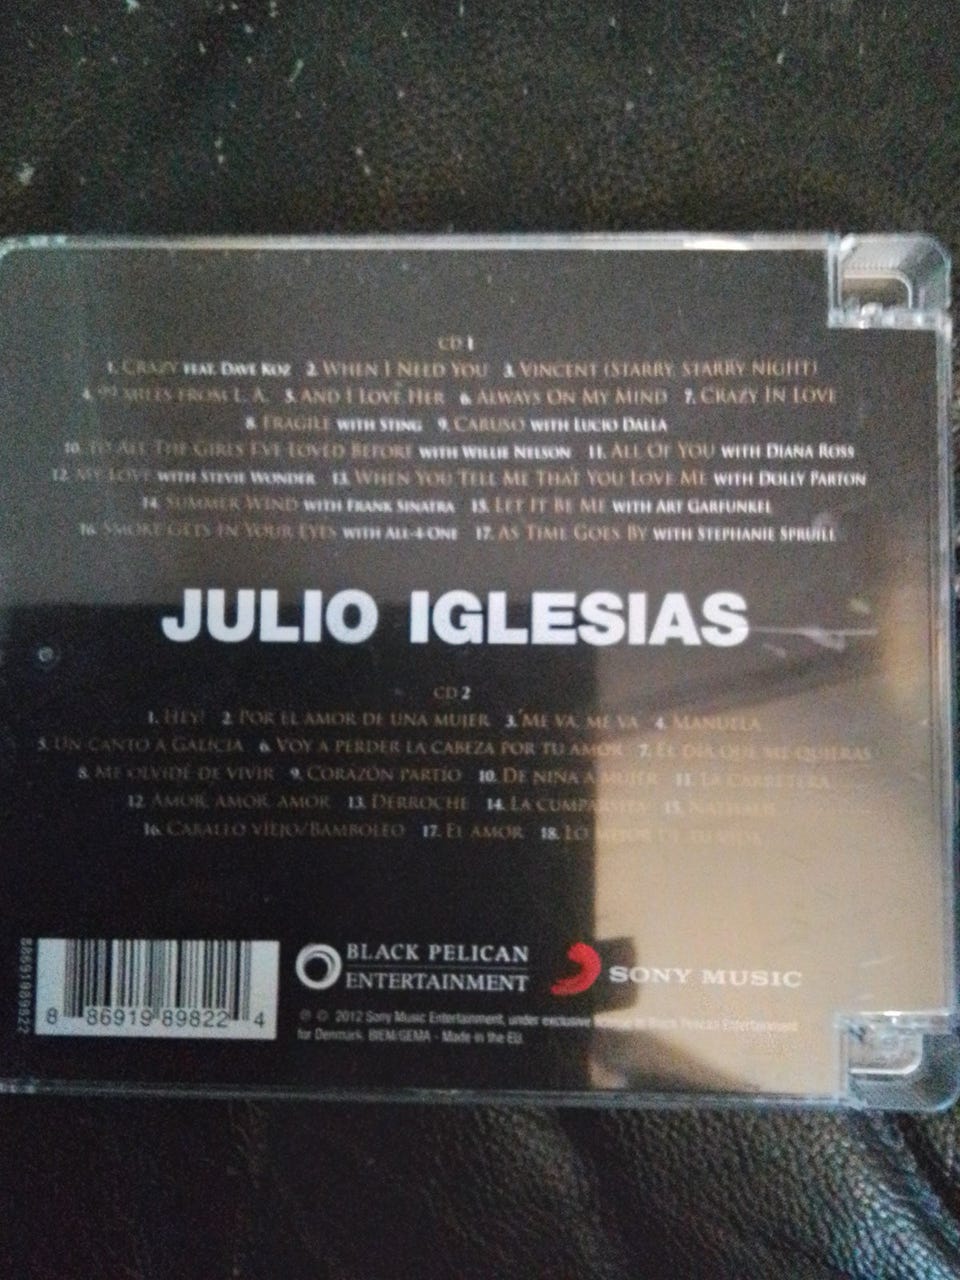 CD 1
1. CRAZY FEAT. DAVE KOZ 2. WHEN I NEED YOU 3. VINCENT (STARRY, STARRY NIGHT)
4. 99 MILES FROM L. A. 5. AND I LOVE HER 6. ALWAYS ON MY MIND 7. CRAZY IN LOVE
8. FRAGILE WITH STING 9. CARUSO WITH LUCIO DALLA
10. TO ALL THE GIRLS I'VE LOVED BEFORE WITH WILLIE NELSON 11. ALL OF YOU WITH DIANA ROSS
12. MY LOVE WITH STEVIE WONDER 13. WHEN YOU TELL ME THAT YOU LOVE ME WITH DOLLY PARTON
14. SUMMER WIND WITH FRANK SINATRA 15. LET IT BE ME WITH ART GARFUNKEL
16. SMOKE GETS IN YOUR EYES WITH ALL-4-ONE 17. AS TIME GOES BY WITH STEPHANIE SPRUILL
JULIO IGLESIAS
CD 2
1. HEY! 2. POR EL AMOR DE UNA MUJER 3. ME VA, ME VA 4. MANUELA
5. UN CANTO A GALICIA 6. VOY A PERDER LA CABEZA POR TU AMOR 7. EL DÍA QUE ME QUIERAS
8. ME OLVIDÉ DE VIVIR 9. CORAZÓN PARTÍO 10. DE NINA A MUJER 11. LA CARRETERA
12. AMOR, AMOR, AMOR 13. DERROCHE 14. LA CUMPARSITA 15. NATHALIE
16. CABALLO VIEJO/BAMBOLEO 17. EL AMOR 18. LO MEJOR DE TU VIDA
8 86919 89822 4
88691989822
BLACK PELICAN
ENTERTAINMENT
SONY MUSIC
℗ © 2012 Sony Music Entertainment, under exclusive Black Pelican Entertainment
for Denmark. BIEM/GEMA - Made in the EU.